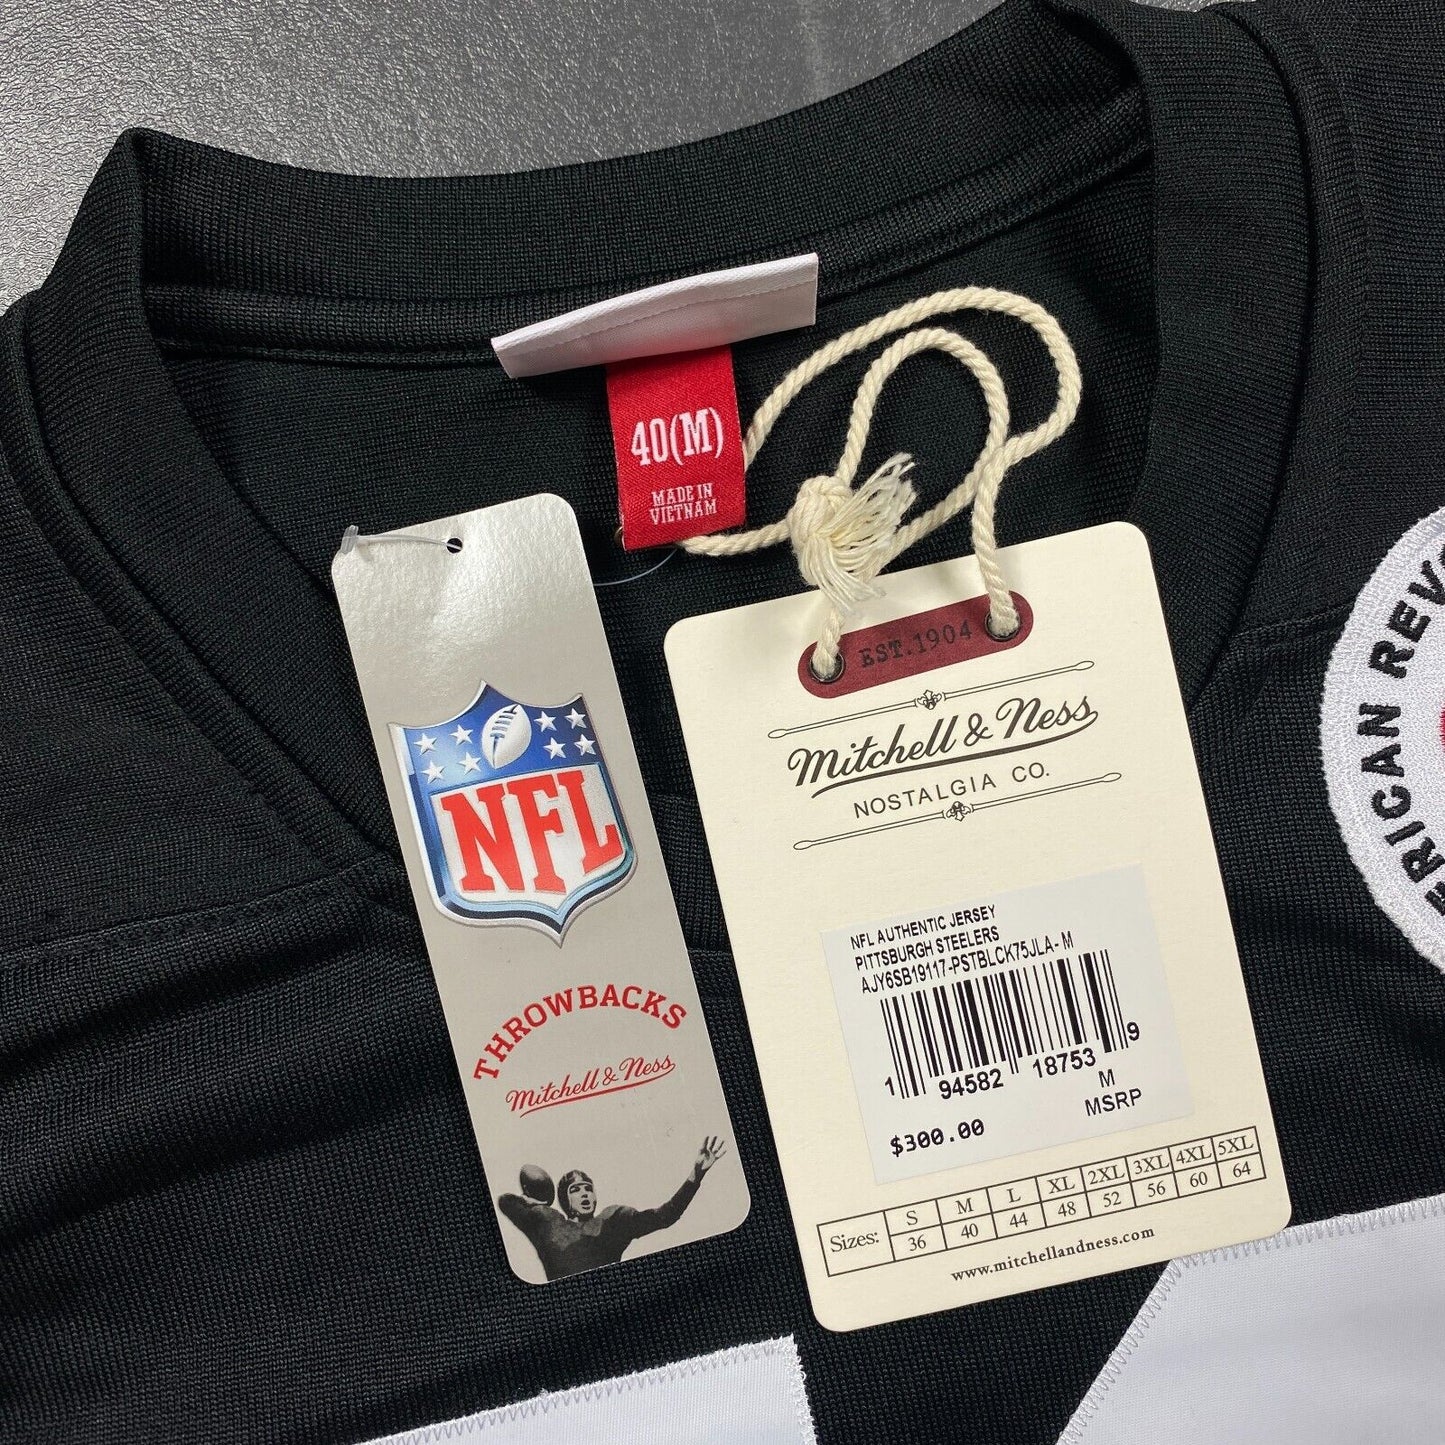 40(M)
MADE IN
VIETNAM
NFL
THROWBACKS
Mitchell & Ness
EST.1904
Mitchell & Ness
NOSTALGIA CO.
NFL AUTHENTIC JERSEY
PITTSBURGH STEELERS
AJY6SB19117-PSTBLCK75JLA- M
1 94582 18753 9
M
$300.00 MSRP
Sizes: S M L XL 2XL 3XL 4XL 5XL
36 40 44 48 52 56 60 64
www.mitchellandness.com
ERICAN REV